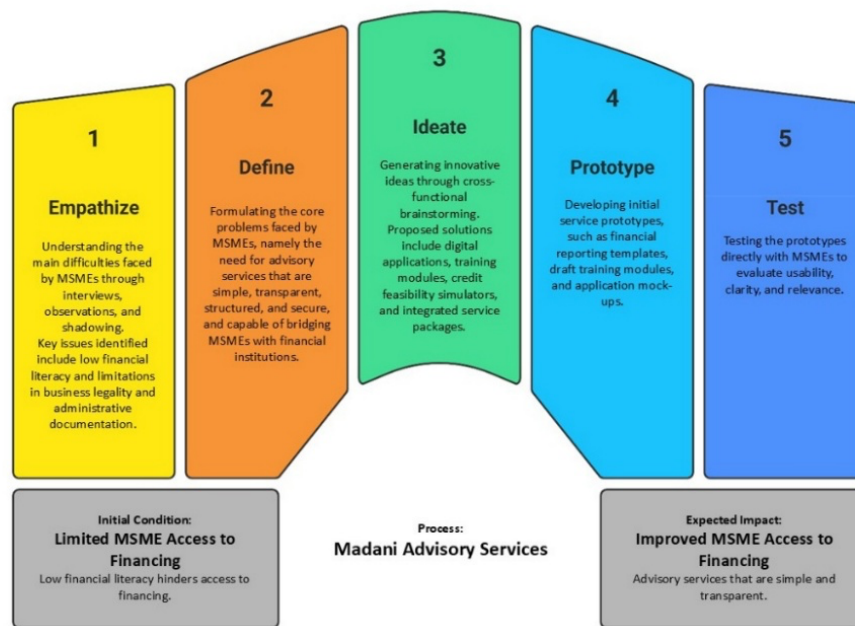 1
Empathize
Understanding the
main difficulties faced
by MSMEs through
interviews,
observations, and
shadowing.
Key issues identified
include low financial
literacy and limitations
in business legality and
administrative
documentation.
2
Define
Formulating the core
problems faced by
MSMEs, namely the
need for advisory
services that are
simple, transparent,
structured, and secure,
and capable of bridging
MSMEs with financial
institutions.
3
Ideate
Generating innovative
ideas through cross-
functional
brainstorming.
Proposed solutions
include digital
applications, training
modules, credit
feasibility simulators,
and integrated service
packages.
4
Prototype
Developing initial
service prototypes,
such as financial
reporting templates,
draft training modules,
and application mock-
ups.
5
Test
Testing the prototypes
directly with MSMEs to
evaluate usability,
clarity, and relevance.
Initial Condition:
Limited MSME Access to
Financing
Low financial literacy hinders access to
financing.
Process:
Madani Advisory Services
Expected Impact:
Improved MSME Access to
Financing
Advisory services that are simple and
transparent.